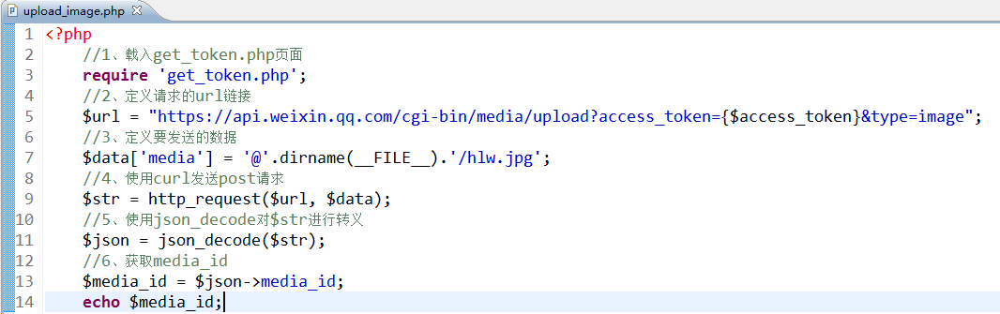 upload_image.php
1 <?php
2 //1、载入get_token.php页面
3 require 'get_token.php';
4 //2、定义请求的url链接
5 $url = "https://api.weixin.qq.com/cgi-bin/media/upload?access_token={$access_token}&type=image";
6 //3、定义要发送的数据
7 $data['media'] = '@'.dirname(__FILE__).'/hlw.jpg';
8 //4、使用curl发送post请求
9 $str = http_request($url, $data);
10 //5、使用json_decode对$str进行转义
11 $json = json_decode($str);
12 //6、获取media_id
13 $media_id = $json->media_id;
14 echo $media_id;